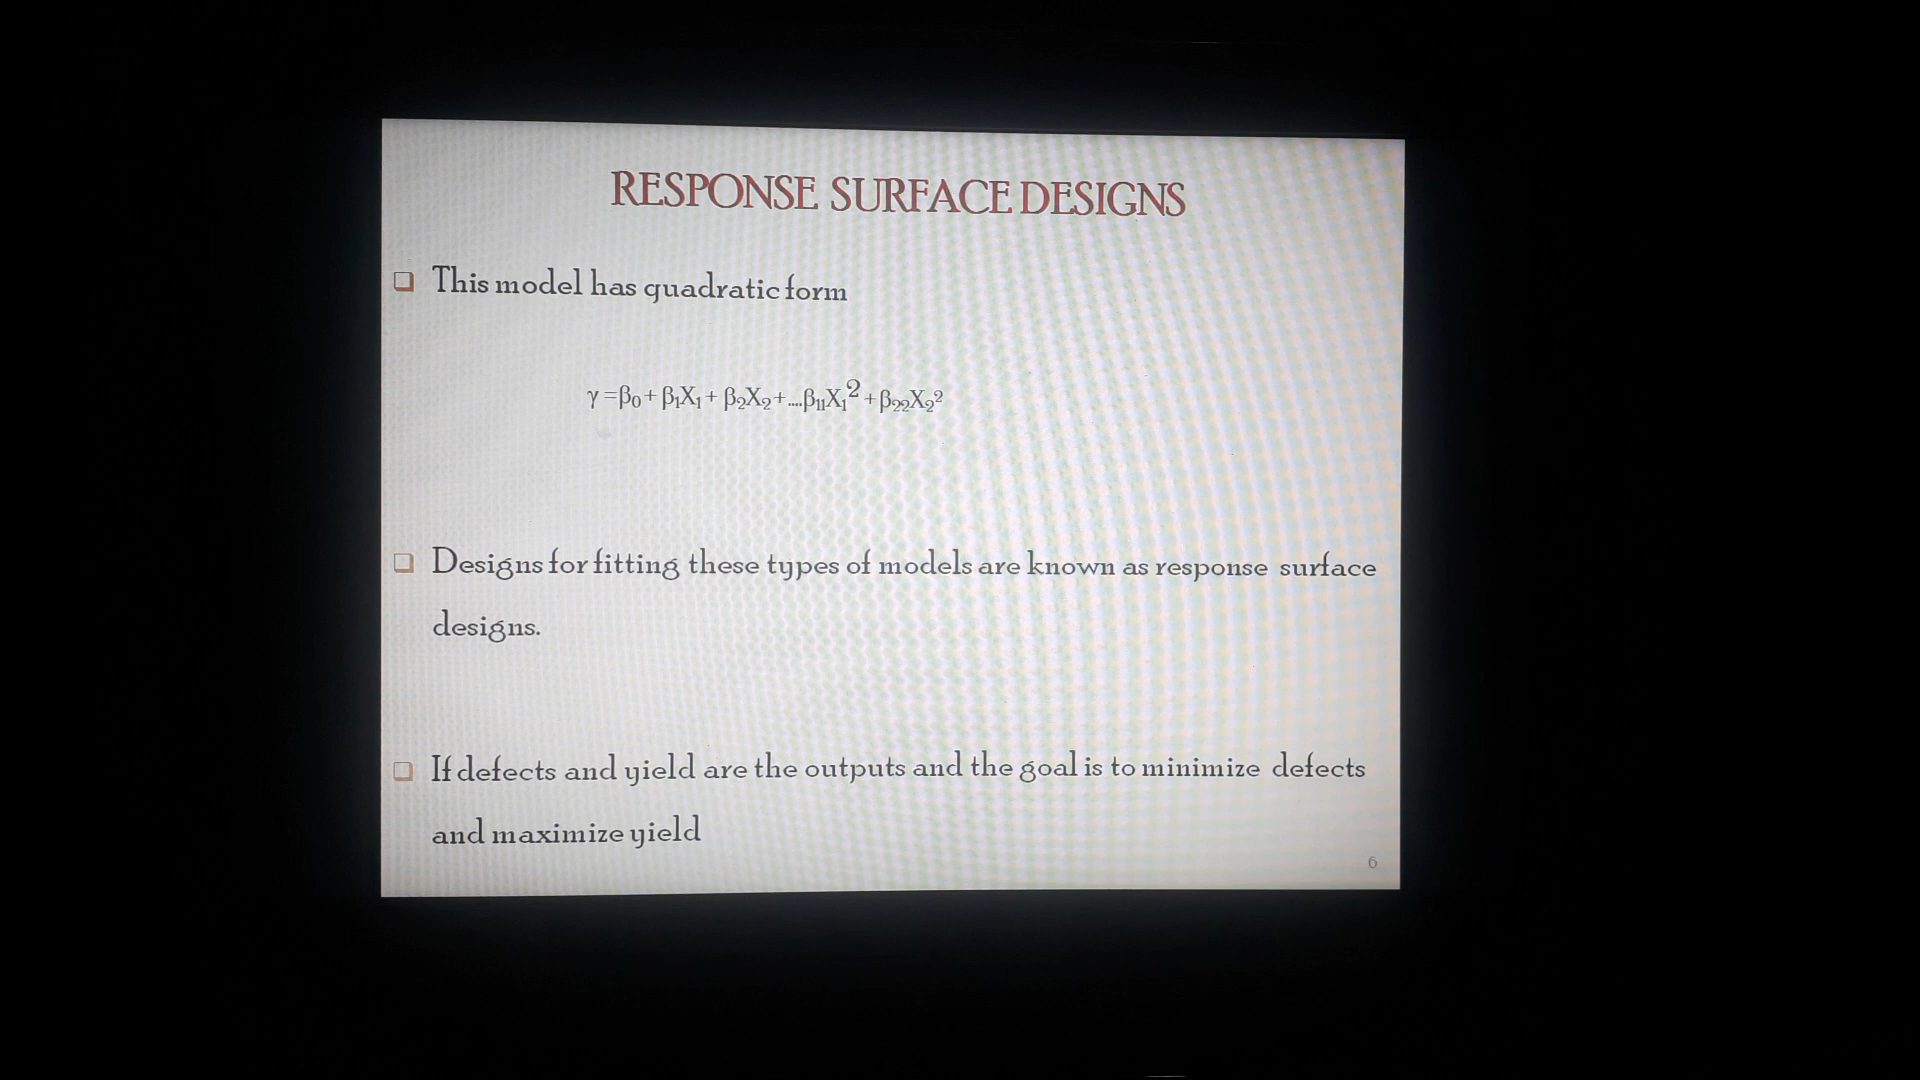 RESPONSE SURFACE DESIGNS
❑ This model has quadratic form
γ =β₀+ β₁X₁+ β₂X₂+....β₁₁X₁²+β₂₂X₂²
❑ Designs for fitting these types of models are known as response surface
designs.
❑ If defects and yield are the outputs and the goal is to minimize defects
and maximize yield
6